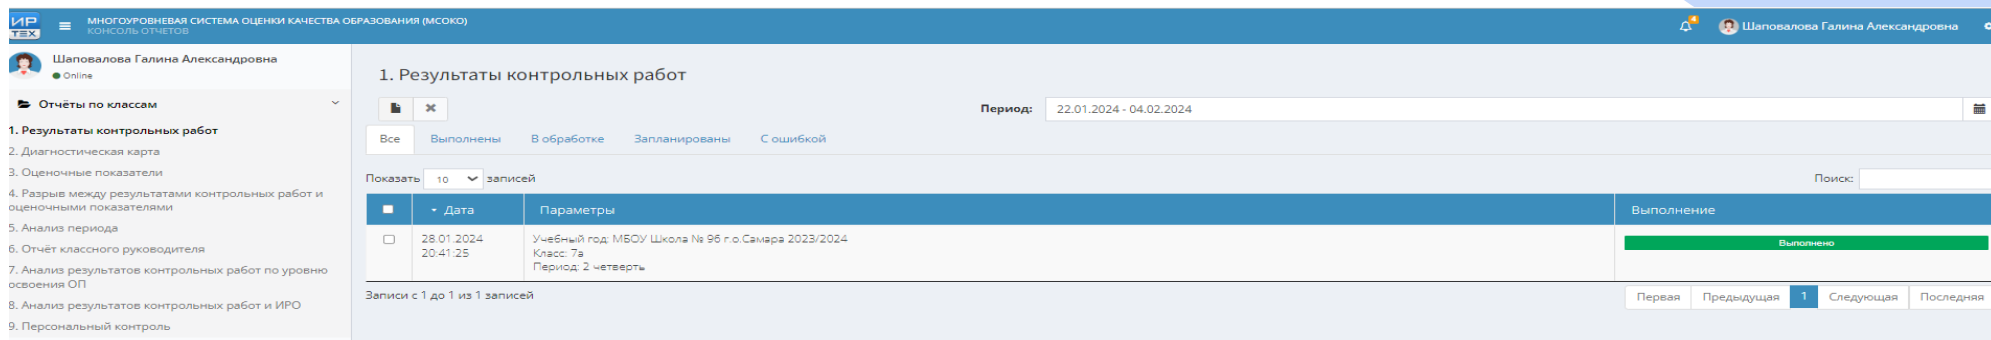 ИР
ТЕХ
МНОГОУРОВНЕВАЯ СИСТЕМА ОЦЕНКИ КАЧЕСТВА ОБРАЗОВАНИЯ (МСОКО)
КОНСОЛЬ ОТЧЕТОВ
4
Шаповалова Галина Александровна
Шаповалова Галина Александровна
Online
Отчёты по классам
1. Результаты контрольных работ
2. Диагностическая карта
3. Оценочные показатели
4. Разрыв между результатами контрольных работ и
оценочными показателями
5. Анализ периода
6. Отчёт классного руководителя
7. Анализ результатов контрольных работ по уровню
освоения ОП
8. Анализ результатов контрольных работ и ИРО
9. Персональный контроль
1. Результаты контрольных работ
Период: 22.01.2024 - 04.02.2024
Все Выполнены В обработке Запланированы С ошибкой
Показать 10 записей
Поиск:
Дата Параметры Выполнение
28.01.2024
20:41:25
Учебный год: МБОУ Школа № 96 г.о.Самара 2023/2024
Класс: 7а
Период: 2 четверть
Выполнено
Записи с 1 до 1 из 1 записей
Первая Предыдущая 1 Следующая Последняя